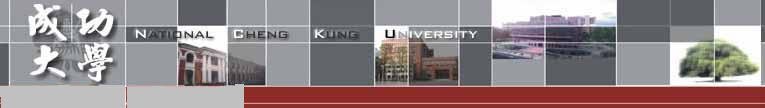 成功
大學
NATIONAL CHENG KUNG UNIVERSITY